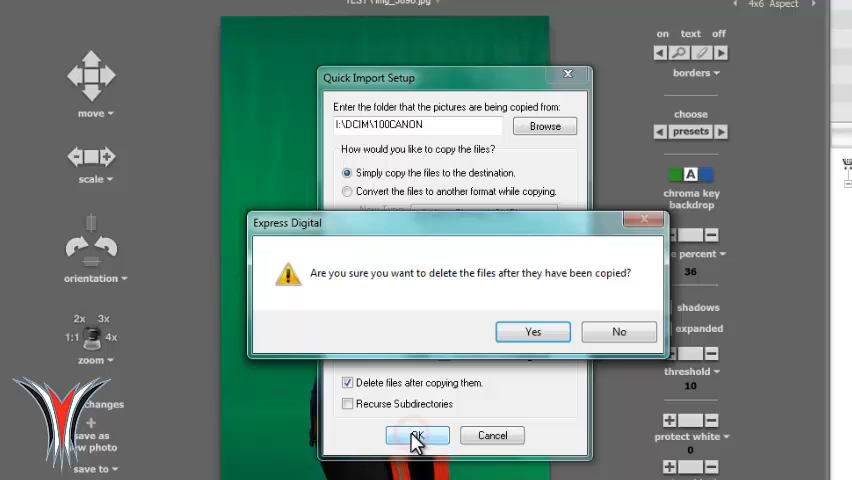 4x6 Aspect
on text off
borders
move
Quick Import Setup
Enter the folder that the pictures are being copied from:
I:\DCIM\100CANON
Browse
How would you like to copy the files?
Simply copy the files to the destination.
Convert the files to another format while copying.
choose
presets
scale
A
chroma key
backdrop
Express Digital
Are you sure you want to delete the files after they have been copied?
Yes
No
orientation
e percent
36
shadows
expanded
2x 3x
1:1 4x
zoom
threshold
10
Delete files after copying them.
Recurse Subdirectories
OK
Cancel
changes
save as
ew photo
save to
protect white
0